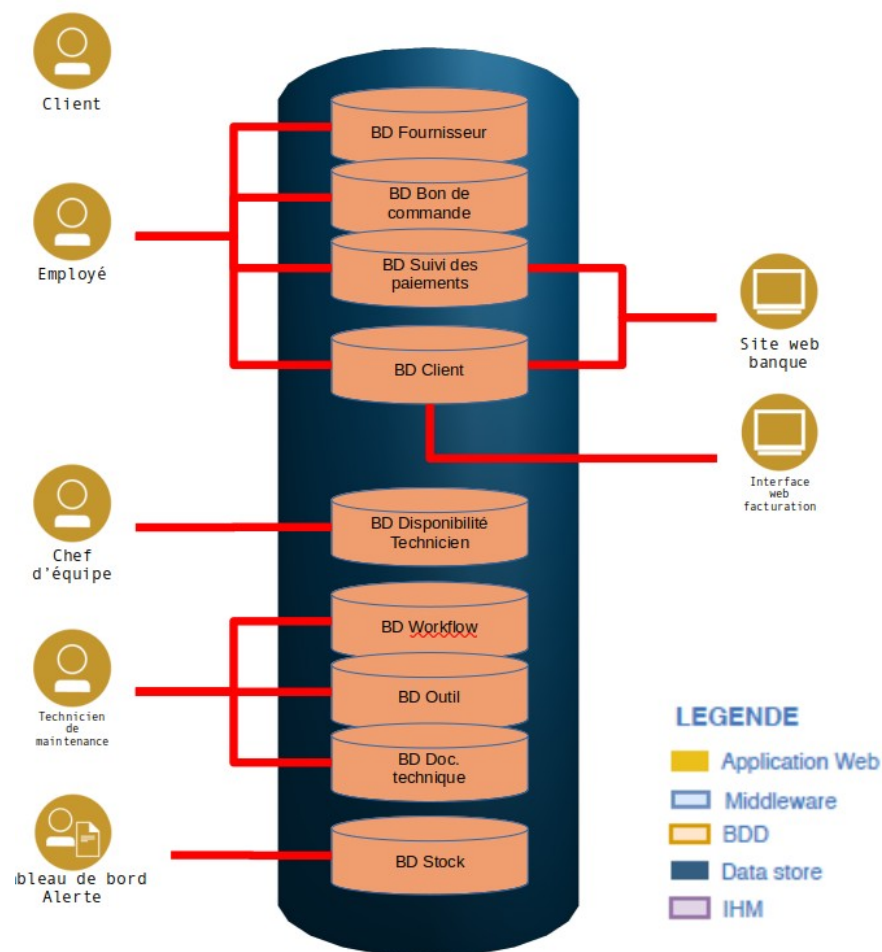 Client
Employé
Chef
d'équipe
Technicien
de
maintenance
bleau de bord
Alerte
BD Fournisseur
BD Bon de
commande
BD Suivi des
paiements
BD Client
BD Disponibilité
Technicien
BD Workflow
BD Outil
BD Doc.
technique
BD Stock
Site web
banque
Interface
web
facturation
LEGENDE
Application Web
Middleware
BDD
Data store
IHM